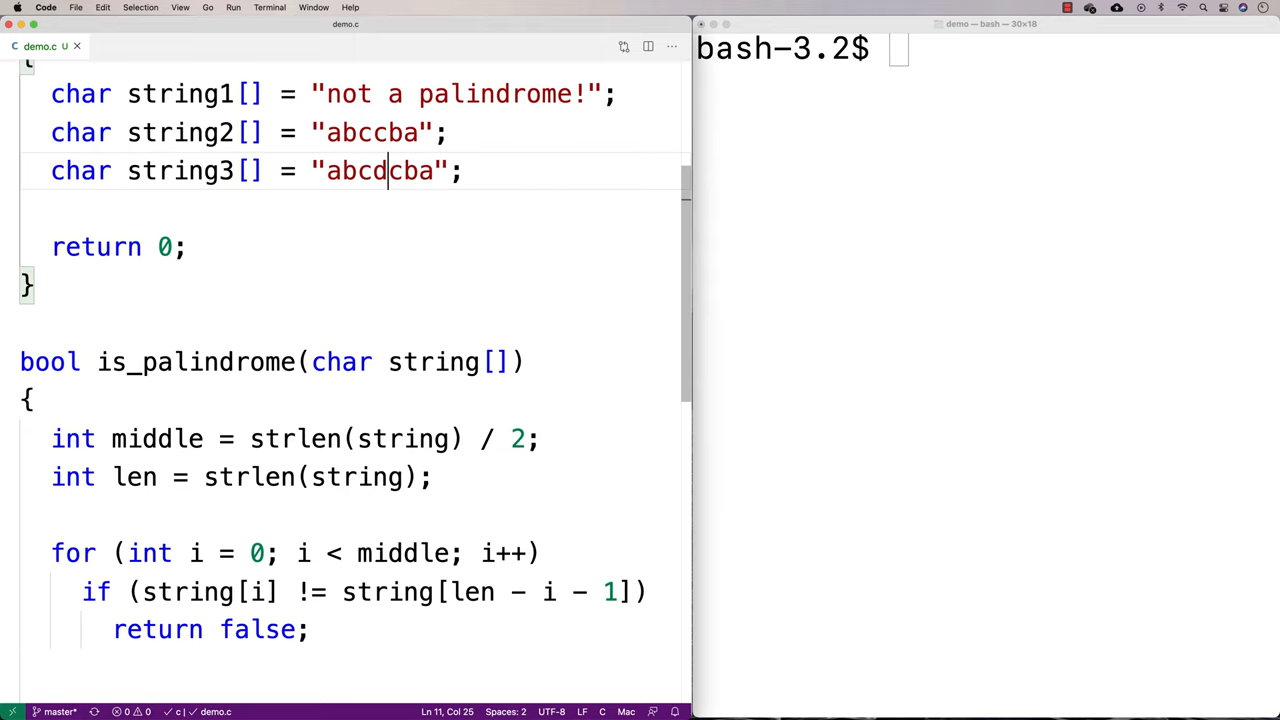 Code File Edit Selection View Go Run Terminal Window Help
demo.c
demo — bash — 30×18
C demo.c U ×
bash-3.2$
{
char string1[] = "not a palindrome!";
char string2[] = "abccba";
char string3[] = "abcdcba";
return 0;
}
bool is_palindrome(char string[])
{
int middle = strlen(string) / 2;
int len = strlen(string);
for (int i = 0; i < middle; i++)
if (string[i] != string[len - i - 1])
return false;
master* 0 0 c | demo.c Ln 11, Col 25 Spaces: 2 UTF-8 LF C Mac